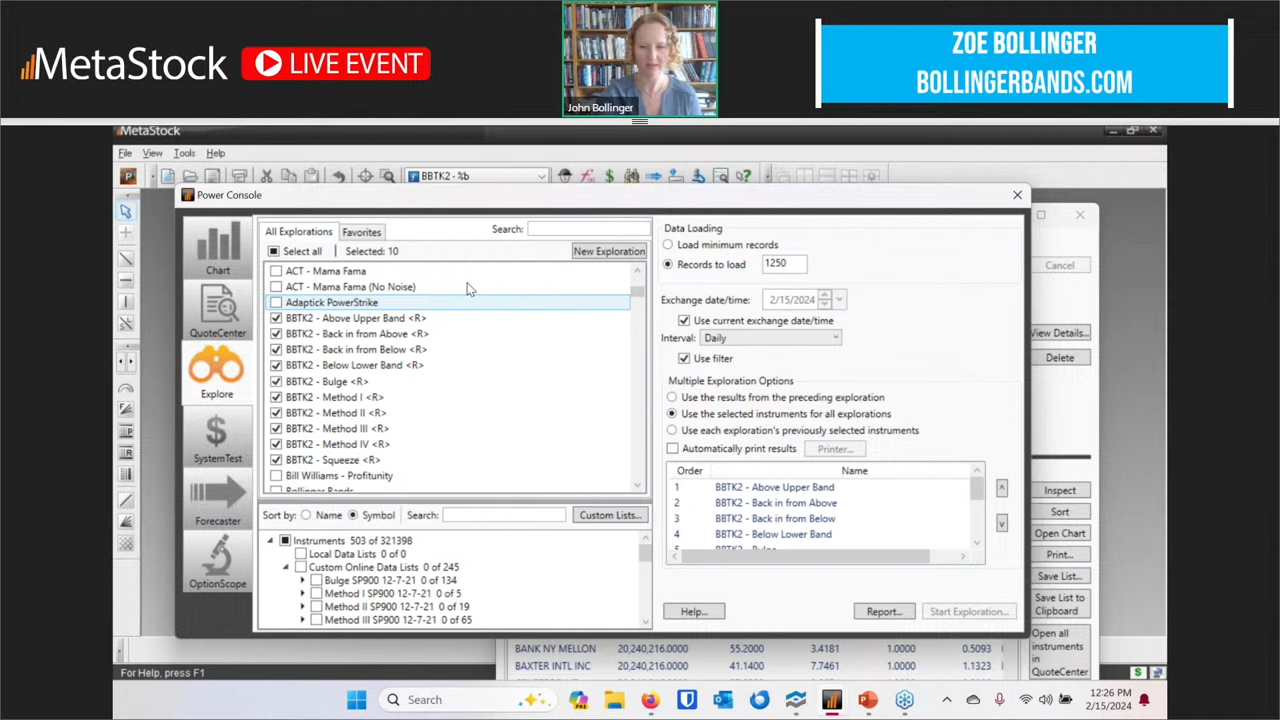 MetaStock
LIVE EVENT
John Bollinger
ZOE BOLLINGER
BOLLINGERBANDS.COM
MetaStock
File View Tools Help
BBTK2 - %b
Power Console
Chart
QuoteCenter
Explore
SystemTest
Forecaster
OptionScope
All Explorations Favorites Search:
Select all Selected: 10 New Exploration
ACT - Mama Fama
ACT - Mama Fama (No Noise)
Adaptick PowerStrike
BBTK2 - Above Upper Band <R>
BBTK2 - Back in from Above <R>
BBTK2 - Back in from Below <R>
BBTK2 - Below Lower Band <R>
BBTK2 - Bulge <R>
BBTK2 - Method I <R>
BBTK2 - Method II <R>
BBTK2 - Method III <R>
BBTK2 - Method IV <R>
BBTK2 - Squeeze <R>
Bill Williams - Profitunity
Bollinger Bands
Sort by: Name Symbol Search: Custom Lists...
Instruments 503 of 321398
Local Data Lists 0 of 0
Custom Online Data Lists 0 of 245
Bulge SP900 12-7-21 0 of 134
Method I SP900 12-7-21 0 of 5
Method II SP900 12-7-21 0 of 19
Method III SP900 12-7-21 0 of 65
Data Loading
Load minimum records
Records to load 1250
Exchange date/time: 2/15/2024
Use current exchange date/time
Interval: Daily
Use filter
Multiple Exploration Options
Use the results from the preceding exploration
Use the selected instruments for all explorations
Use each exploration's previously selected instruments
Automatically print results Printer...
Order Name
1 BBTK2 - Above Upper Band
2 BBTK2 - Back in from Above
3 BBTK2 - Back in from Below
4 BBTK2 - Below Lower Band
Help... Report... Start Exploration...
Cancel
View Details...
Delete
Inspect
Sort
Open Chart
Print...
Save List...
Save List to
Clipboard
Open all
instruments
in
QuoteCenter
BANK NY MELLON 20,240,216.0000 55.2000 3.4181 1.0000 0.5093
BAXTER INTL INC 20,240,216.0000 41.1400 7.7461 1.0000 1.1323
For Help, press F1
Search
12:26 PM
2/15/2024